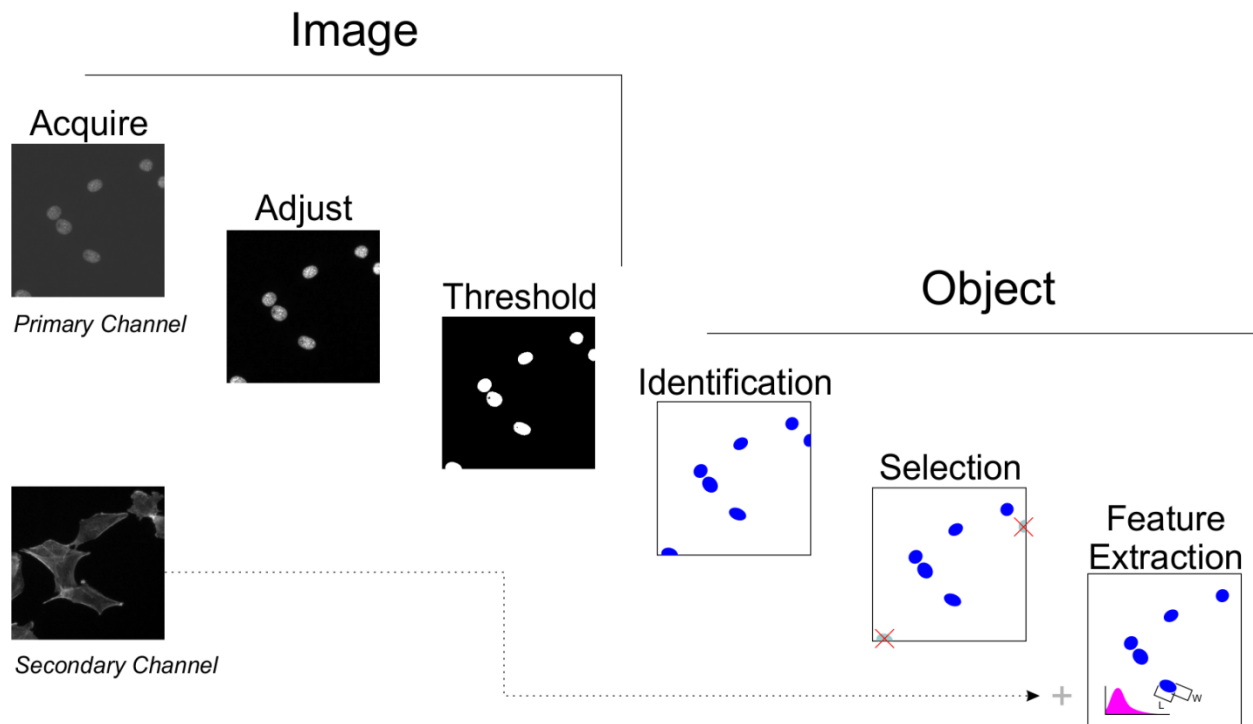 Image
Acquire
Primary Channel
Adjust
Threshold
Object
Identification
Selection
Feature
Extraction
L
W
Secondary Channel
+